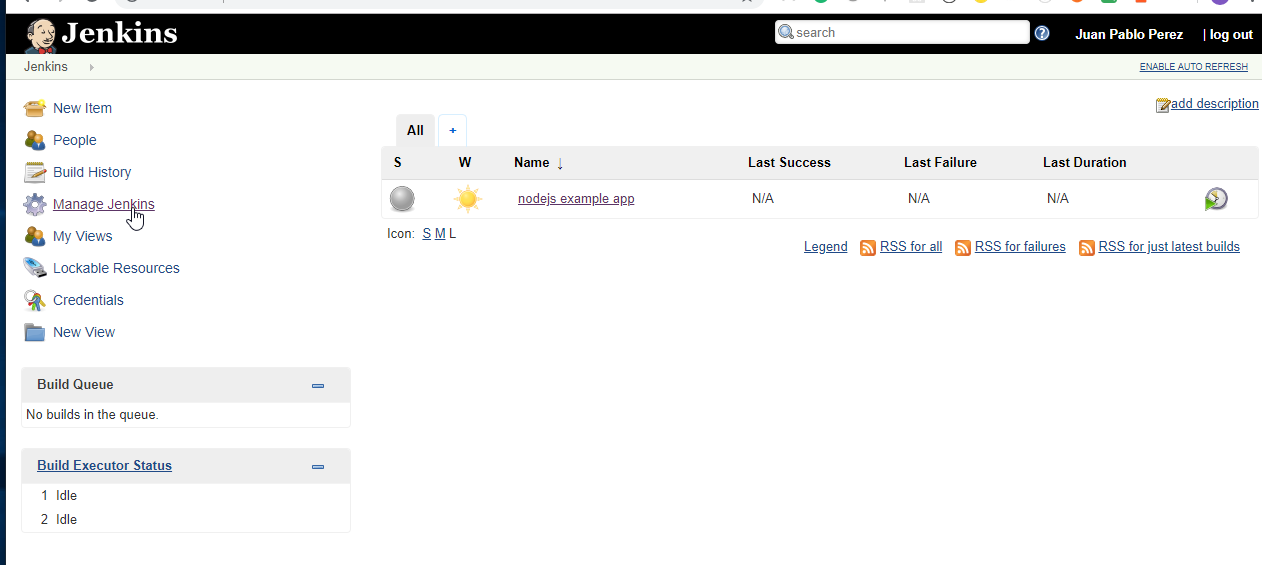 Jenkins
search
Juan Pablo Perez | log out
Jenkins
ENABLE AUTO REFRESH
New Item
People
Build History
Manage Jenkins
My Views
Lockable Resources
Credentials
New View
Build Queue
No builds in the queue.
Build Executor Status
1 Idle
2 Idle
add description
All +
S W Name ↓ Last Success Last Failure Last Duration
nodejs example app N/A N/A N/A
Icon: S M L
Legend RSS for all RSS for failures RSS for just latest builds